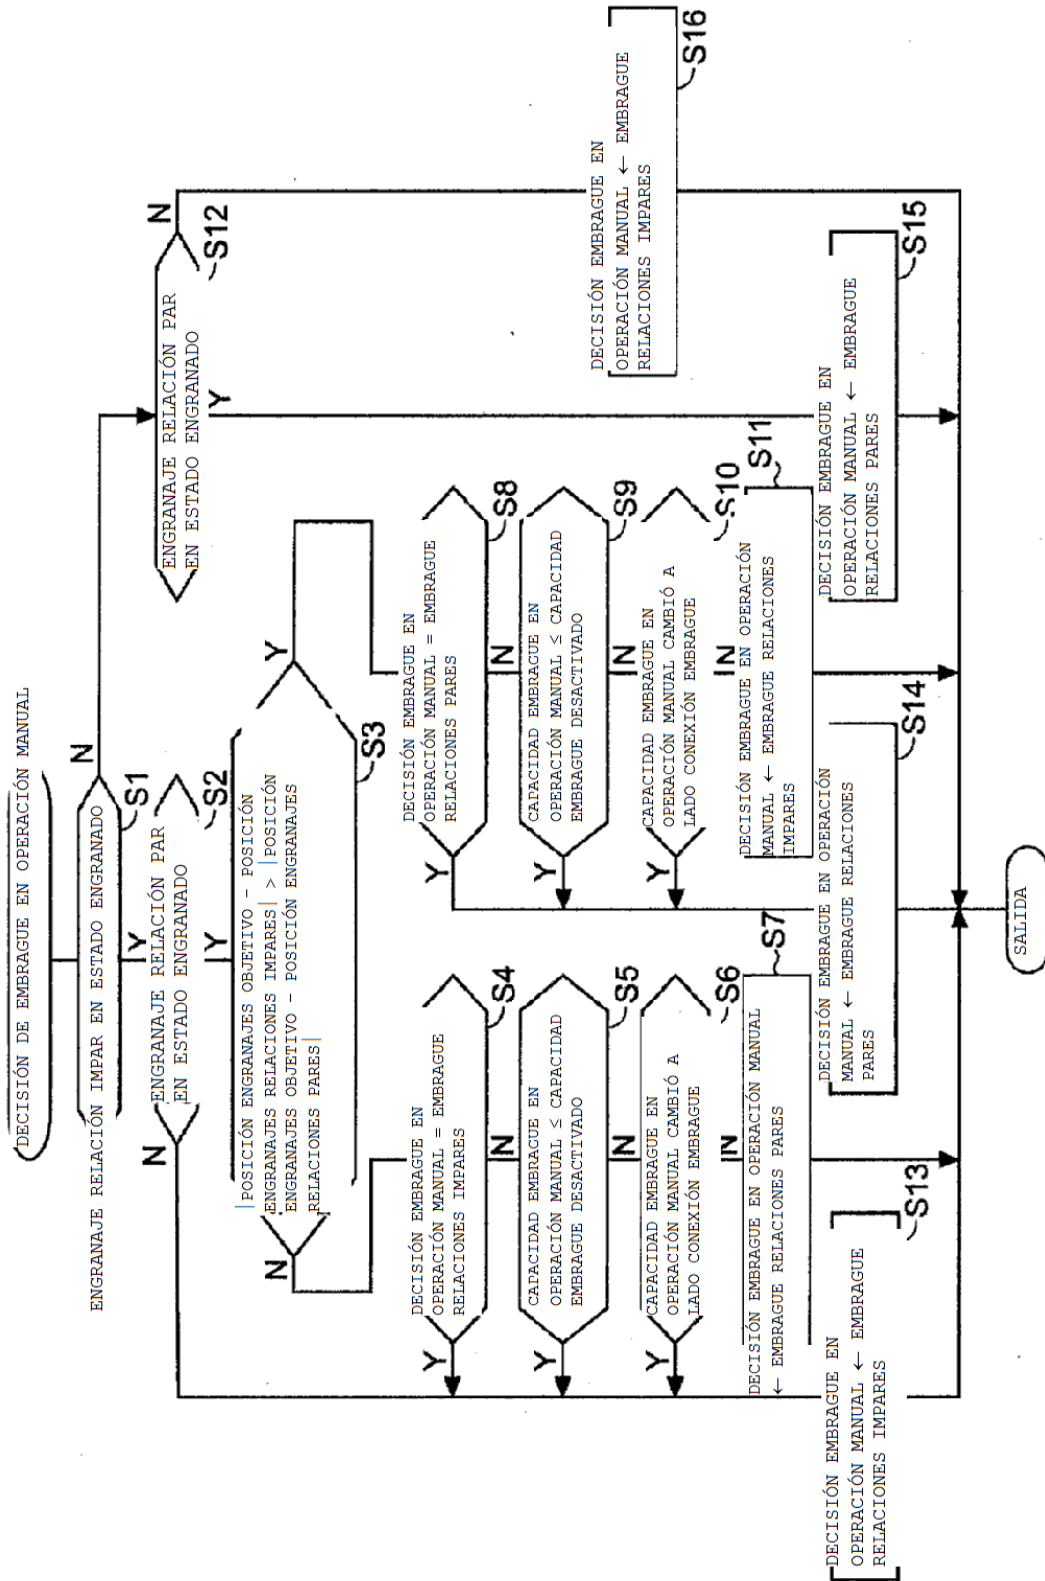 DECISIÓN DE EMBRAGUE EN OPERACIÓN MANUAL
ENGRANAJE RELACIÓN IMPAR EN ESTADO ENGRANADO
N
S1
Y
ENGRANAJE RELACIÓN PAR
EN ESTADO ENGRANADO
N
S2
Y
|POSICIÓN ENGRANAJES OBJETIVO - POSICIÓN
ENGRANAJES RELACIONES IMPARES| > |POSICIÓN
ENGRANAJES OBJETIVO - POSICIÓN ENGRANAJES
RELACIONES PARES|
N
Y
S3
DECISIÓN EMBRAGUE EN
OPERACIÓN MANUAL = EMBRAGUE
RELACIONES IMPARES
Y
S4
N
CAPACIDAD EMBRAGUE EN
OPERACIÓN MANUAL ≤ CAPACIDAD
EMBRAGUE DESACTIVADO
Y
S5
N
CAPACIDAD EMBRAGUE EN
OPERACIÓN MANUAL CAMBIÓ A
LADO CONEXIÓN EMBRAGUE
Y
S6
N
DECISIÓN EMBRAGUE EN OPERACIÓN MANUAL
← EMBRAGUE RELACIONES PARES
S7
DECISIÓN EMBRAGUE EN
OPERACIÓN MANUAL = EMBRAGUE
RELACIONES PARES
Y
S8
N
CAPACIDAD EMBRAGUE EN
OPERACIÓN MANUAL ≤ CAPACIDAD
EMBRAGUE DESACTIVADO
Y
S9
N
CAPACIDAD EMBRAGUE EN
OPERACIÓN MANUAL CAMBIÓ A
LADO CONEXIÓN EMBRAGUE
Y
S10
N
DECISIÓN EMBRAGUE EN OPERACIÓN
MANUAL ← EMBRAGUE RELACIONES
IMPARES
S11
ENGRANAJE RELACIÓN PAR
EN ESTADO ENGRANADO
N
S12
Y
DECISIÓN EMBRAGUE EN
OPERACIÓN MANUAL ← EMBRAGUE
RELACIONES IMPARES
S13
DECISIÓN EMBRAGUE EN OPERACIÓN
MANUAL ← EMBRAGUE RELACIONES
PARES
S14
DECISIÓN EMBRAGUE EN
OPERACIÓN MANUAL ← EMBRAGUE
RELACIONES PARES
S15
DECISIÓN EMBRAGUE EN
OPERACIÓN MANUAL ← EMBRAGUE
RELACIONES IMPARES
S16
SALIDA